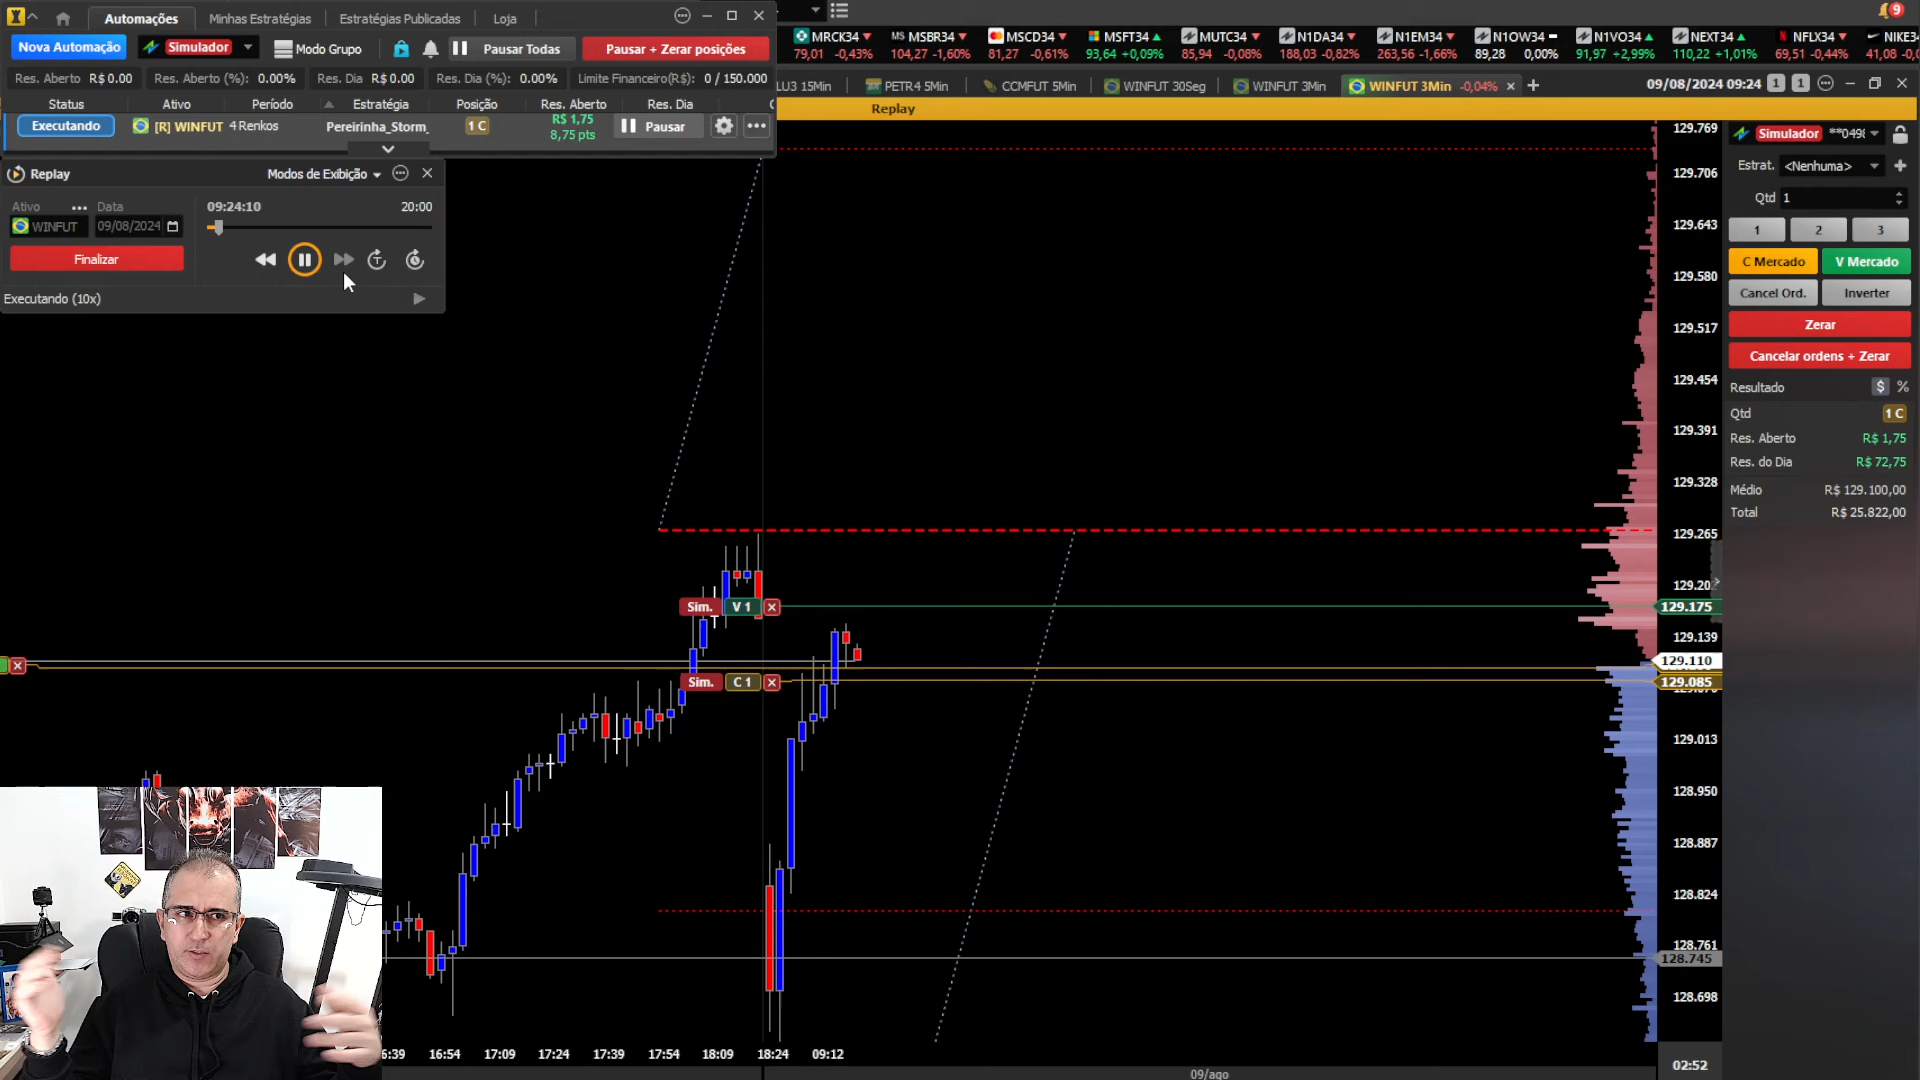 Automações
Minhas Estratégias
Estratégias Publicadas
Loja
9
Nova Automação
Simulador
Modo Grupo
Pausar Todas
Pausar + Zerar posições
MRCK34
79,01 -0,43%
MS MSBR34
104,27 -1,60%
MSCD34
81,27 -0,61%
MSFT34
93,64 +0,09%
MUTC34
85,94 -0,08%
N1DA34
188,03 -0,82%
N1EM34
263,56 -1,66%
N1OW34
89,28 0,00%
N1VO34
91,97 +2,99%
NEXT34
110,22 +1,01%
NFLX34
69,51 -0,44%
NIKE34
Res. Aberto R$ 0.00
Res. Aberto (%): 0.00%
Res. Dia R$ 0.00
Res. Dia (%): 0.00%
Limite Financeiro(R$): 0 / 150.000
LU3 15Min
PETR4 5Min
CCMFUT 5Min
WINFUT 30Seg
WINFUT 3Min
WINFUT 3Min -0,04%
09/08/2024 09:24 1 1
Status Ativo Período Estratégia Posição Res. Aberto Res. Dia
Executando [R] WINFUT 4 Renkos Pereirinha_Storm_ 1 C R$ 1,75 Pausar
8,75 pts
Replay
Replay
Modos de Exibição
Ativo Data
WINFUT 09/08/2024
09:24:10 20:00
Finalizar
Executando (10x)
Simulador **049
Estrat. <Nenhuma>
Qtd 1
1 2 3
C Mercado V Mercado
Cancel Ord. Inverter
Zerar
Cancelar ordens + Zerar
Resultado $ %
Qtd 1 C
Res. Aberto R$ 1,75
Res. do Dia R$ 72,75
Médio R$ 129.100,00
Total R$ 25.822,00
129.769
129.706
129.643
129.580
129.517
129.454
129.391
129.328
129.265
129.20
Sim. V 1
129.175
129.139
129.110
Sim. C 1
129.085
129.013
128.950
128.887
128.824
128.761
128.745
128.698
6:39 16:54 17:09 17:24 17:39 17:54 18:09 18:24 09:12
02:52
09/ago